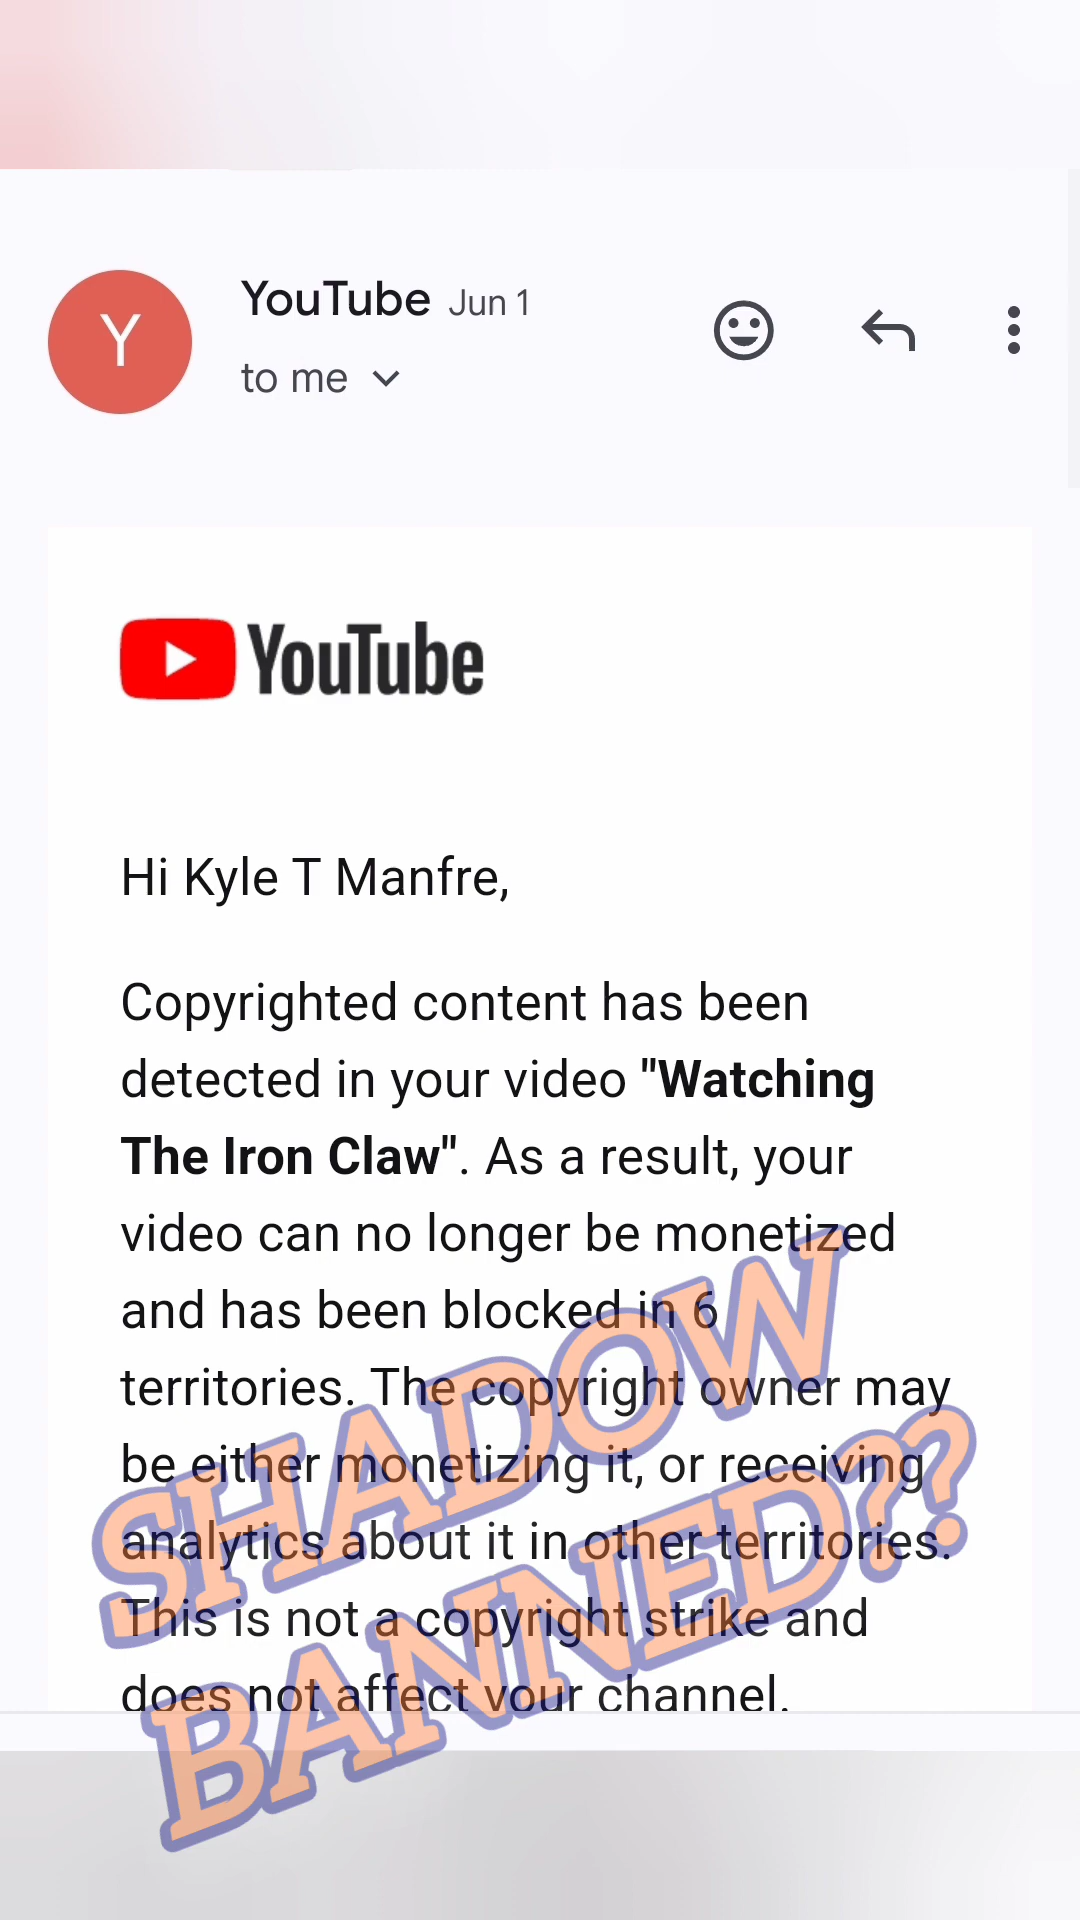 Y
YouTube Jun 1
to me
YouTube
Hi Kyle T Manfre,
Copyrighted content has been
detected in your video "Watching
The Iron Claw". As a result, your
video can no longer be monetized
and has been blocked in 6
territories. The copyright owner may
be either monetizing it, or receiving
analytics about it in other territories.
This is not a copyright strike and
does not affect your channel.
SHADOW
BANNED??